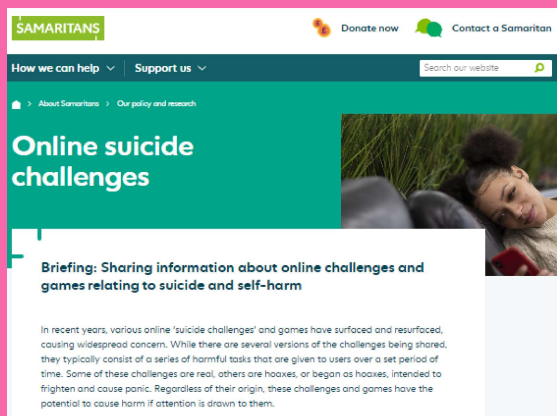 SAMARITANS
Donate now
Contact a Samaritan
How we can help
Support us
Search our website
> About Samaritans > Our policy and research
Online suicide
challenges
Briefing: Sharing information about online challenges and
games relating to suicide and self-harm
In recent years, various online 'suicide challenges' and games have surfaced and resurfaced,
causing widespread concern. While there are several versions of the challenges being shared,
they typically consist of a series of harmful tasks that are given to users over a set period of
time. Some of these challenges are real, others are hoaxes, or began as hoaxes, intended to
frighten and cause panic. Regardless of their origin, these challenges and games have the
potential to cause harm if attention is drawn to them.